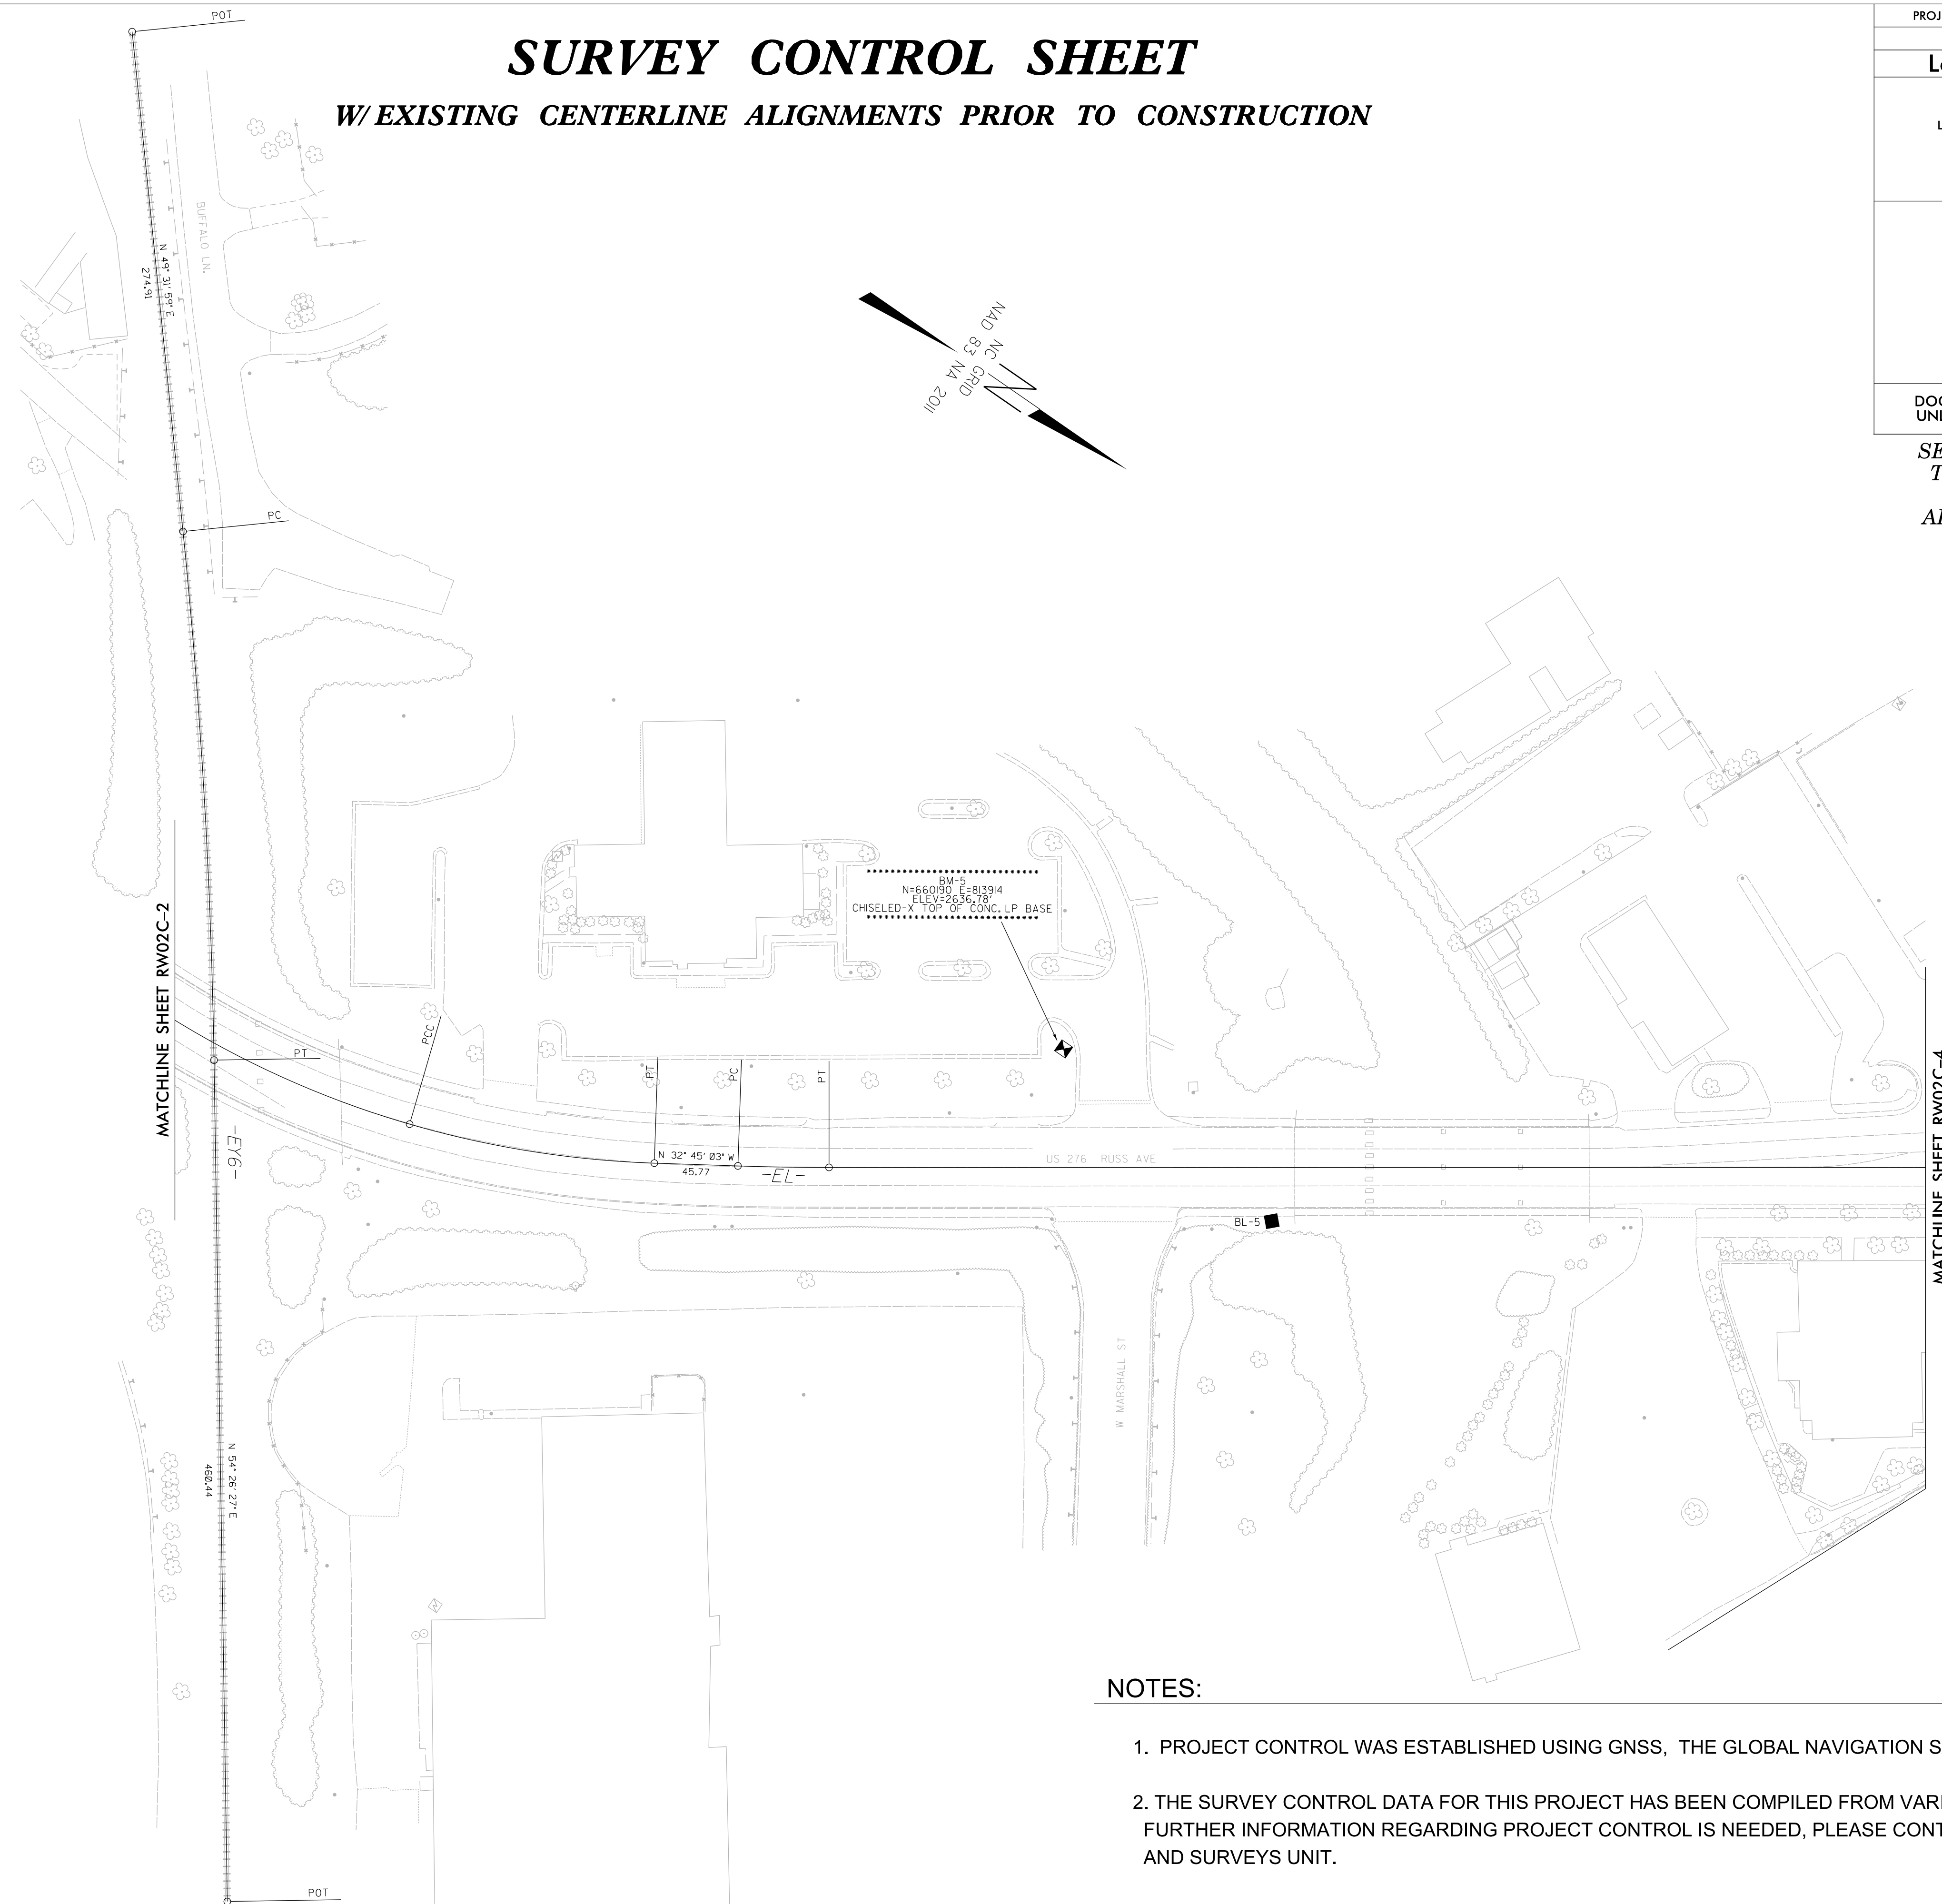 POT
SURVEY CONTROL SHEET
W/ EXISTING CENTERLINE ALIGNMENTS PRIOR TO CONSTRUCTION
BUFFALO LN.
N 49° 31' 59" E
274.91
NC GRID
NAD 83 NA 2011
PC
BM-5
N=660190 E=813914
ELEV=2636.78'
CHISELED-X TOP OF CONC. LP BASE
MATCHLINE SHEET RW02C-2
PT
PCC
PT
PC
PT
N 32° 45' 03" W
45.77
-EL-
US 276 RUSS AVE
-EY6-
BL-5
MATCHLINE SHEET RW02C-4
W MARSHALL ST
N 54° 26' 27" E
460.44
POT
NOTES:
1. PROJECT CONTROL WAS ESTABLISHED USING GNSS, THE GLOBAL NAVIGATION S
2. THE SURVEY CONTROL DATA FOR THIS PROJECT HAS BEEN COMPILED FROM VARI
FURTHER INFORMATION REGARDING PROJECT CONTROL IS NEEDED, PLEASE CONT
AND SURVEYS UNIT.